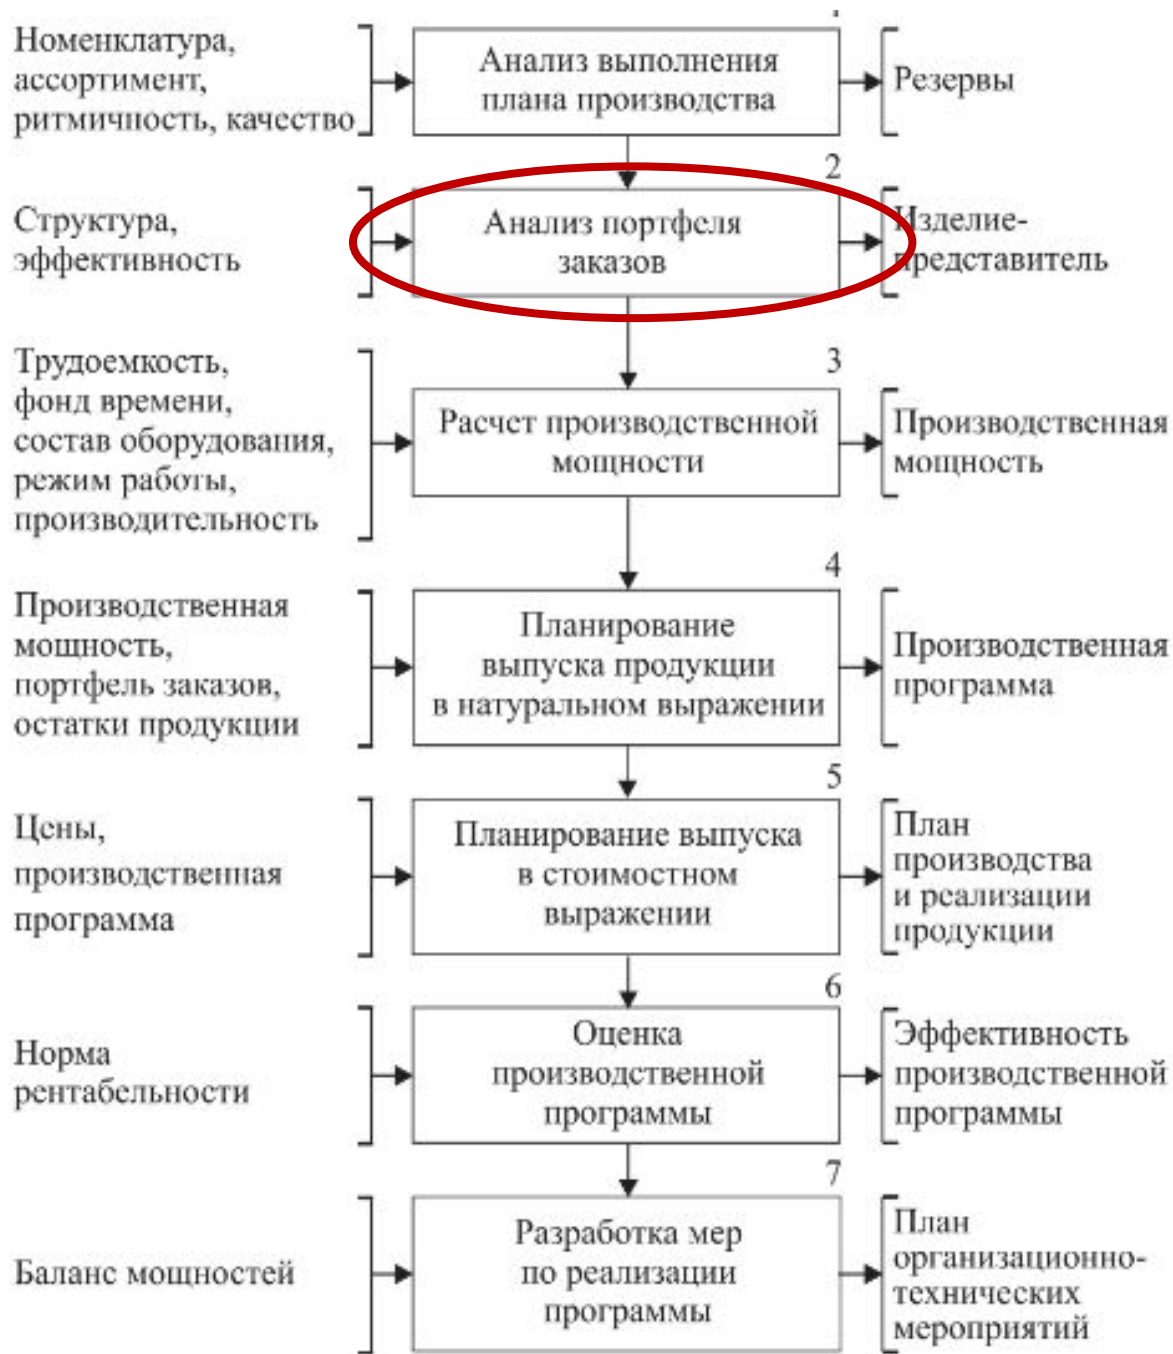 Номенклатура,
ассортимент,
ритмичность, качество
Анализ выполнения
плана производства
Резервы
2
Структура,
эффективность
Анализ портфеля
заказов
Изделие-
представитель
3
Трудоемкость,
фонд времени,
состав оборудования,
режим работы,
производительность
Расчет производственной
мощности
Производственная
мощность
4
Производственная
мощность,
портфель заказов,
остатки продукции
Планирование
выпуска продукции
в натуральном выражении
Производственная
программа
5
Цены,
производственная
программа
Планирование выпуска
в стоимостном
выражении
План
производства
и реализации
продукции
6
Норма
рентабельности
Оценка
производственной
программы
Эффективность
производственной
программы
7
Баланс мощностей
Разработка мер
по реализации
программы
План
организационно-
технических
мероприятий